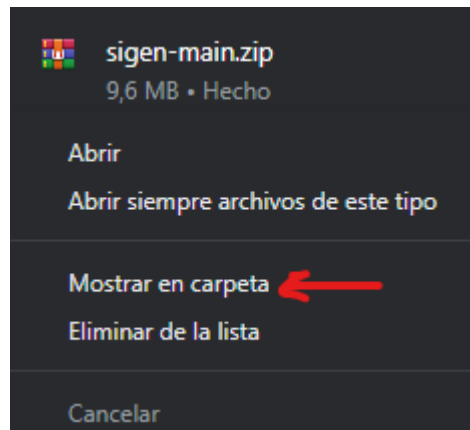 sigen-main.zip
9,6 MB • Hecho
Abrir
Abrir siempre archivos de este tipo
Mostrar en carpeta
Eliminar de la lista
Cancelar